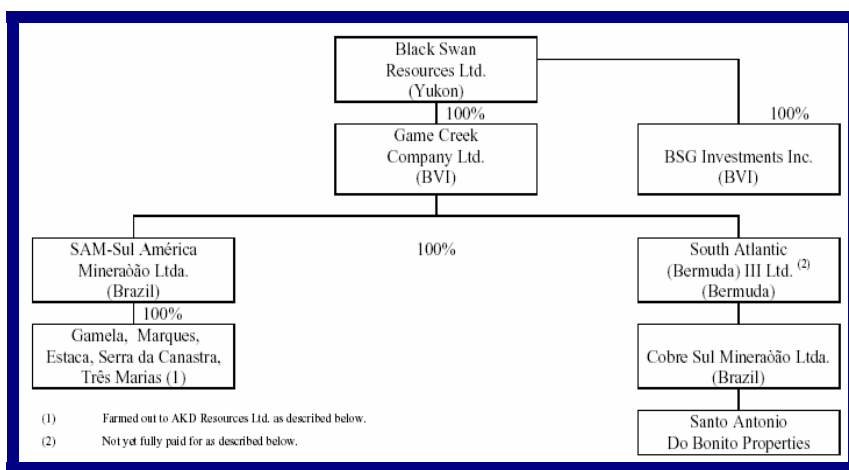 Black Swan
Resources Ltd.
(Yukon)
100%
100%
Game Creek
Company Ltd.
(BVI)
BSG Investments Inc.
(BVI)
SAM-Sul América
Mineraòão Ltda.
(Brazil)
100%
South Atlantic
(Bermuda) III Ltd. (2)
(Bermuda)
100%
Gamela, Marques,
Estaca, Serra da Canastra,
Três Marias (1)
Cobre Sul Mineraòão Ltda.
(Brazil)
(1) Farmed out to AKD Resources Ltd. as described below.
(2) Not yet fully paid for as described below.
Santo Antonio
Do Bonito Properties